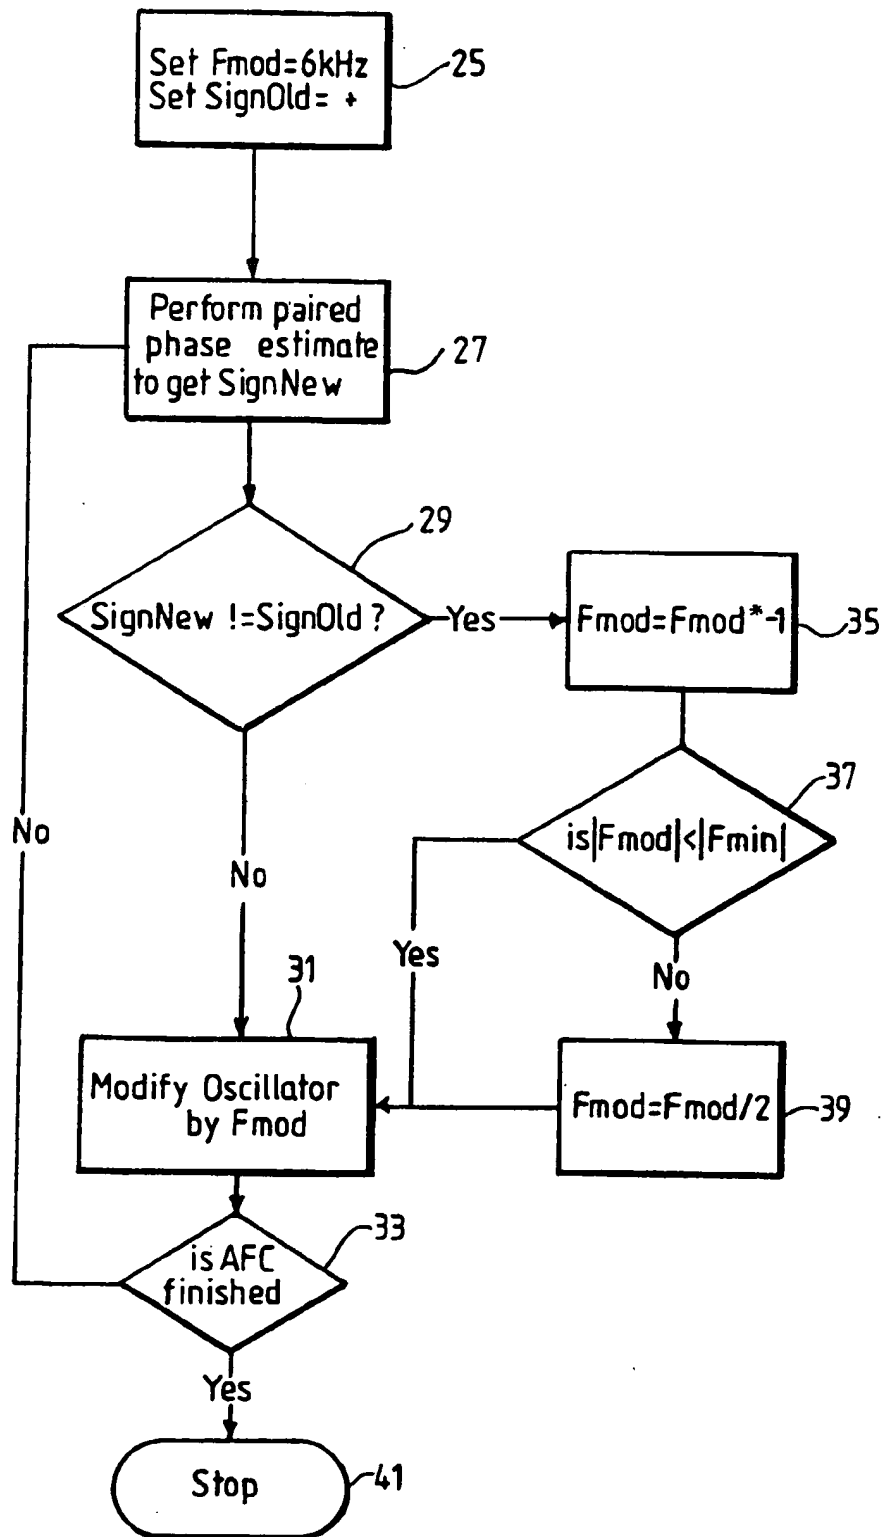 Set Fmod=6kHz
Set SignOld= +
25
Perform paired
phase estimate
to get SignNew
27
29
SignNew !=SignOld ?
Yes
Fmod=Fmod*-1
35
37
is|Fmod|<|Fmin|
No
No
Yes
No
31
Modify Oscillator
by Fmod
Fmod=Fmod/2
39
33
is AFC
finished
Yes
Stop
41